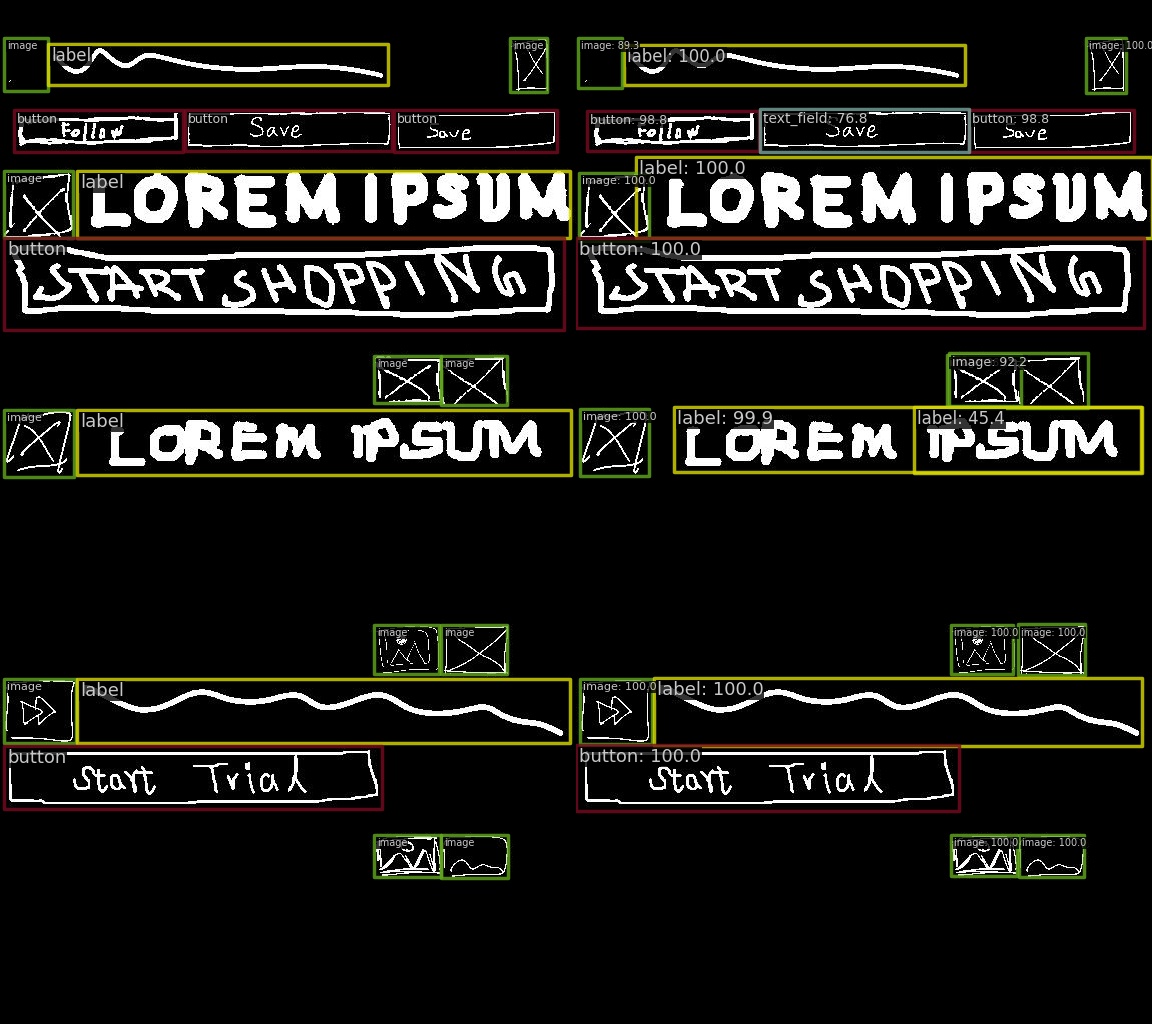 image label image image: 89.3 label: 100.0 image: 100.0
button button button button: 98.8 text_field: 76.8 button: 98.8
Follow Save Save Follow Save Save
image label image: 100.0 label: 100.0
LOREM IPSUM LOREM IPSUM
button button: 100.0
START SHOPPING START SHOPPING
image image image: 92.2
image label image: 100.0 label: 99.9 label: 45.4
LOREM IPSUM LOREM IPSUM
image image image: 100.0 image: 100.0
image label image: 100.0 label: 100.0
button button: 100.0
Start Trial Start Trial
image image image: 100.0 image: 100.0